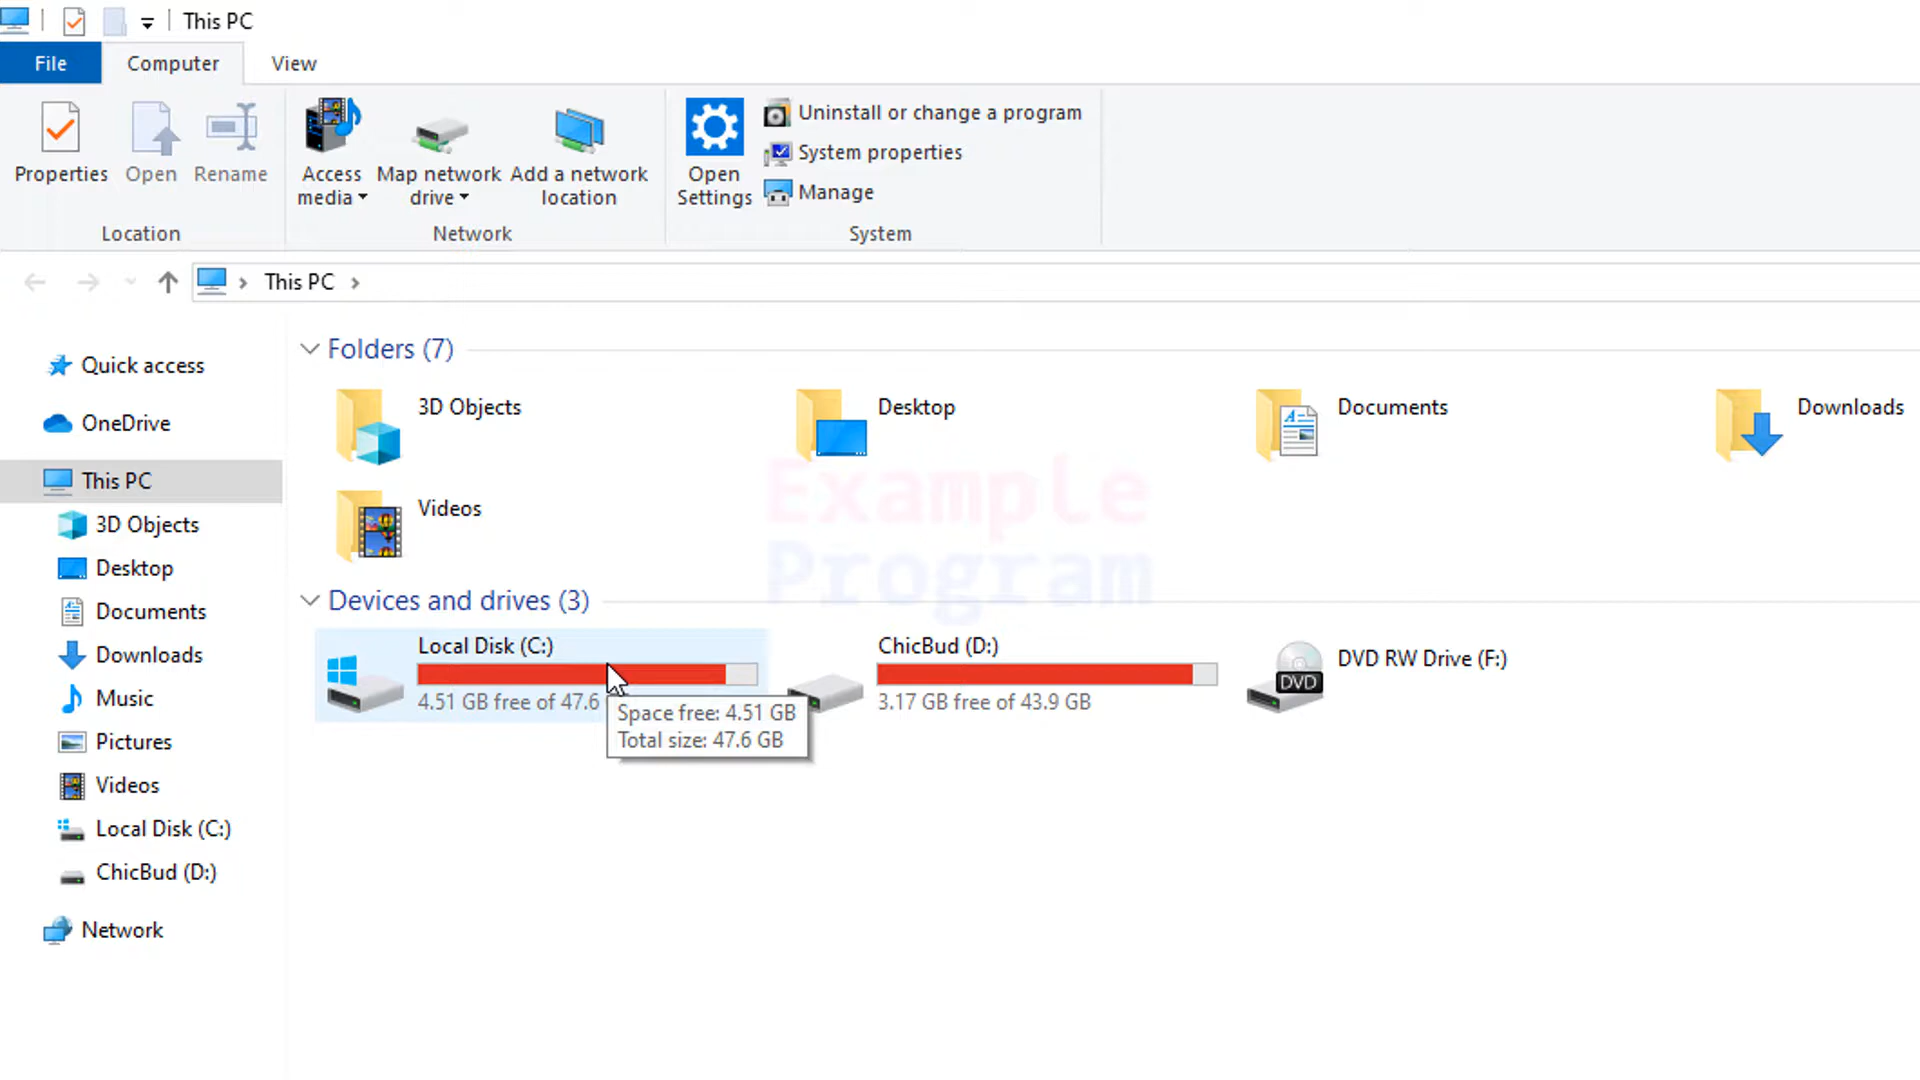 This PC
File Computer View
Properties Open Rename Access media Map network drive Add a network location Open Settings
Uninstall or change a program
System properties
Manage
Location Network System
This PC
Quick access
OneDrive
This PC
3D Objects
Desktop
Documents
Downloads
Music
Pictures
Videos
Local Disk (C:)
ChicBud (D:)
Network
Folders (7)
3D Objects Desktop Documents Downloads
Videos
Example
Program
Devices and drives (3)
Local Disk (C:)
4.51 GB free of 47.6
Space free: 4.51 GB
Total size: 47.6 GB
ChicBud (D:)
3.17 GB free of 43.9 GB
DVD RW Drive (F:)
DVD